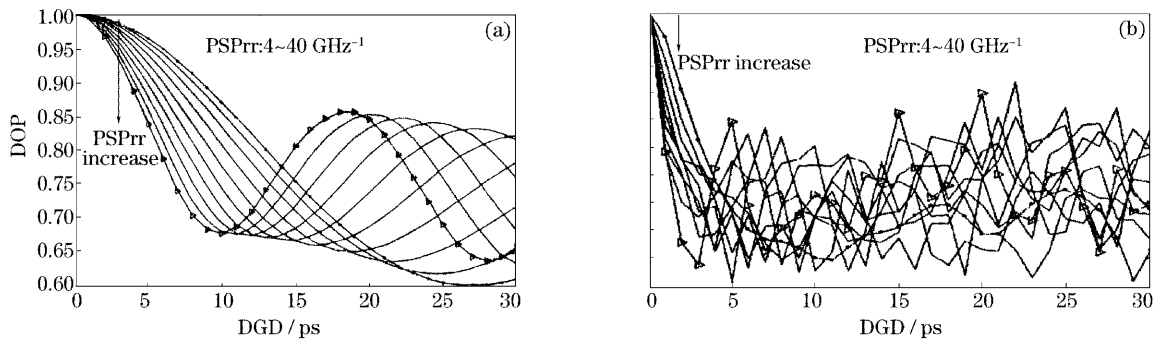 (a)
PSPrr:4~40 GHz⁻¹
PSPrr
increase
DOP
1.00
0.95
0.90
0.85
0.80
0.75
0.70
0.65
0.60
0 5 10 15 20 25 30
DGD / ps
(b)
PSPrr:4~40 GHz⁻¹
PSPrr increase
0 5 10 15 20 25 30
DGD / ps